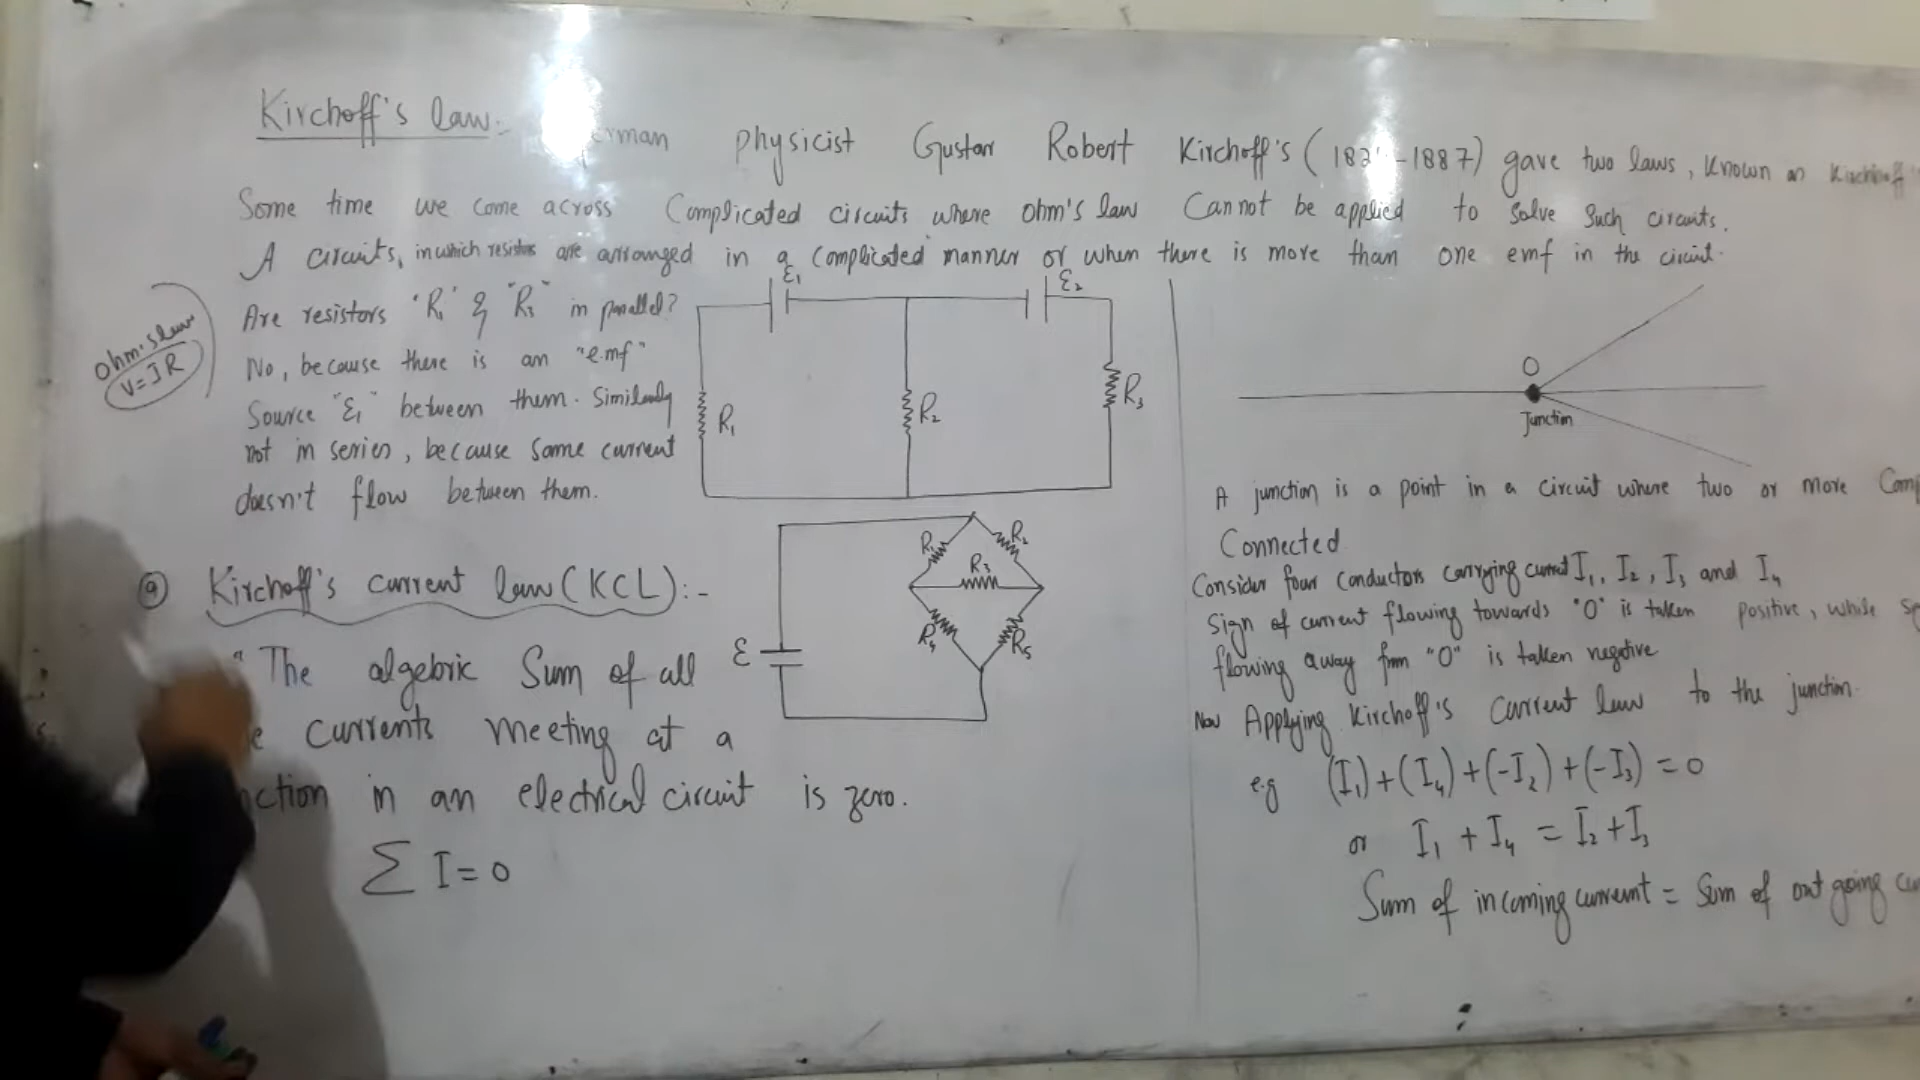 Kirchoff's law:-
physicist Gustav Robert Kirchoff's ( -1887) gave two laws, known as Kirchhoff
Some time we come across Complicated circuits where ohm's law Cannot be applied to Solve Such circuits.
A circuits, in which resistors are arranged in a complicated manner or when there is more than one emf in the circuit.
ohm's law
V=IR
Are resistors "R1" & "R3" in parallel?
No, because there is an "e.mf"
Source "ε1" between them. Similarly
not in series, because same current
doesn't flow between them.
ε1
ε2
R1
R2
R3
ⓐ Kirchoff's current law (KCL):-
"The algebric Sum of all
currents meeting at a
in an electrical circuit is zero.
∑ I = 0
ε
R1
R2
R3
R4
R5
O
Junction
A junction is a point in a circuit where two or more
Connected
Consider four conductors carrying current I1, I2, I3 and I4
Sign of current flowing towards "O" is taken positive, while
flowing away from "O" is taken negative
Now Applying Kirchoff's Current law to the junction.
e.g (I1)+(I4)+(-I2)+(-I3) = 0
or I1 + I4 = I2 + I3
Sum of incoming current = Sum of out going